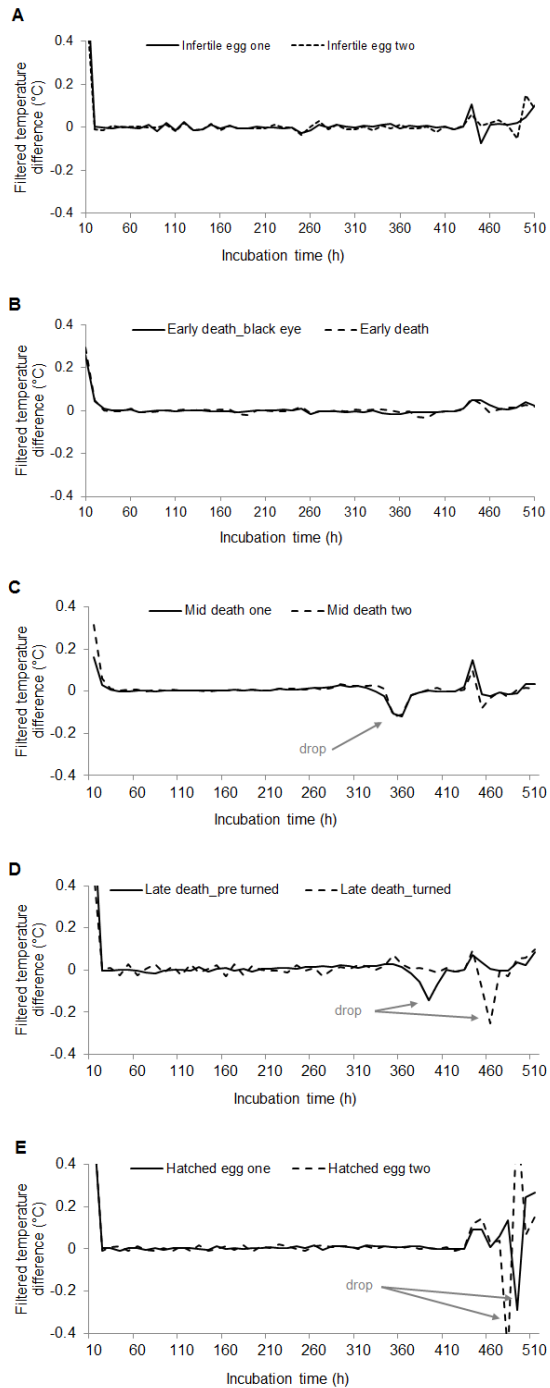 A
Infertile egg one
Infertile egg two
Filtered temperature
difference (°C)
0.4
0.2
0
-0.2
-0.4
10 60 110 160 210 260 310 360 410 460 510
Incubation time (h)
B
Early death_black eye
Early death
Filtered temperature
difference (°C)
0.4
0.2
0
-0.2
-0.4
10 60 110 160 210 260 310 360 410 460 510
Incubation time (h)
C
Mid death one
Mid death two
Filtered temperature
difference (°C)
0.4
0.2
0
-0.2
-0.4
drop
10 60 110 160 210 260 310 360 410 460 510
Incubation time (h)
D
Late death_pre turned
Late death_turned
Filtered temperature
difference (°C)
0.4
0.2
0
-0.2
-0.4
drop
10 60 110 160 210 260 310 360 410 460 510
Incubation time (h)
E
Hatched egg one
Hatched egg two
Filtered temperature
difference (°C)
0.4
0.2
0
-0.2
-0.4
drop
10 60 110 160 210 260 310 360 410 460 510
Incubation time (h)